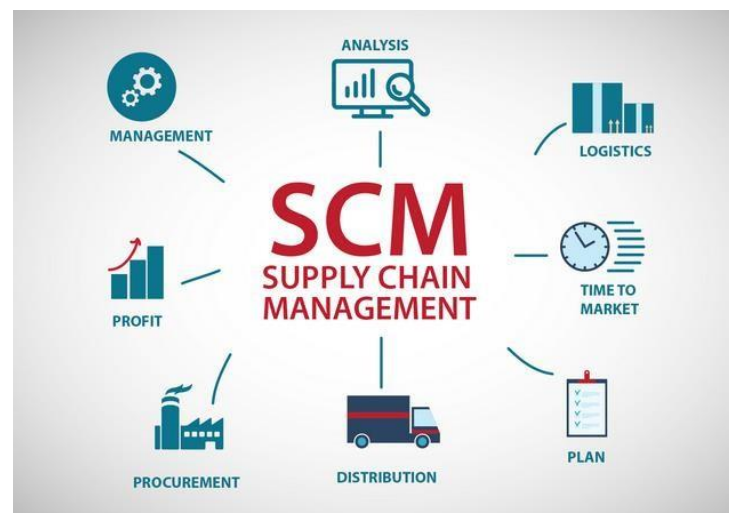 ANALYSIS
MANAGEMENT
LOGISTICS
SCM
SUPPLY CHAIN
MANAGEMENT
TIME TO
MARKET
PROFIT
PLAN
PROCUREMENT
DISTRIBUTION